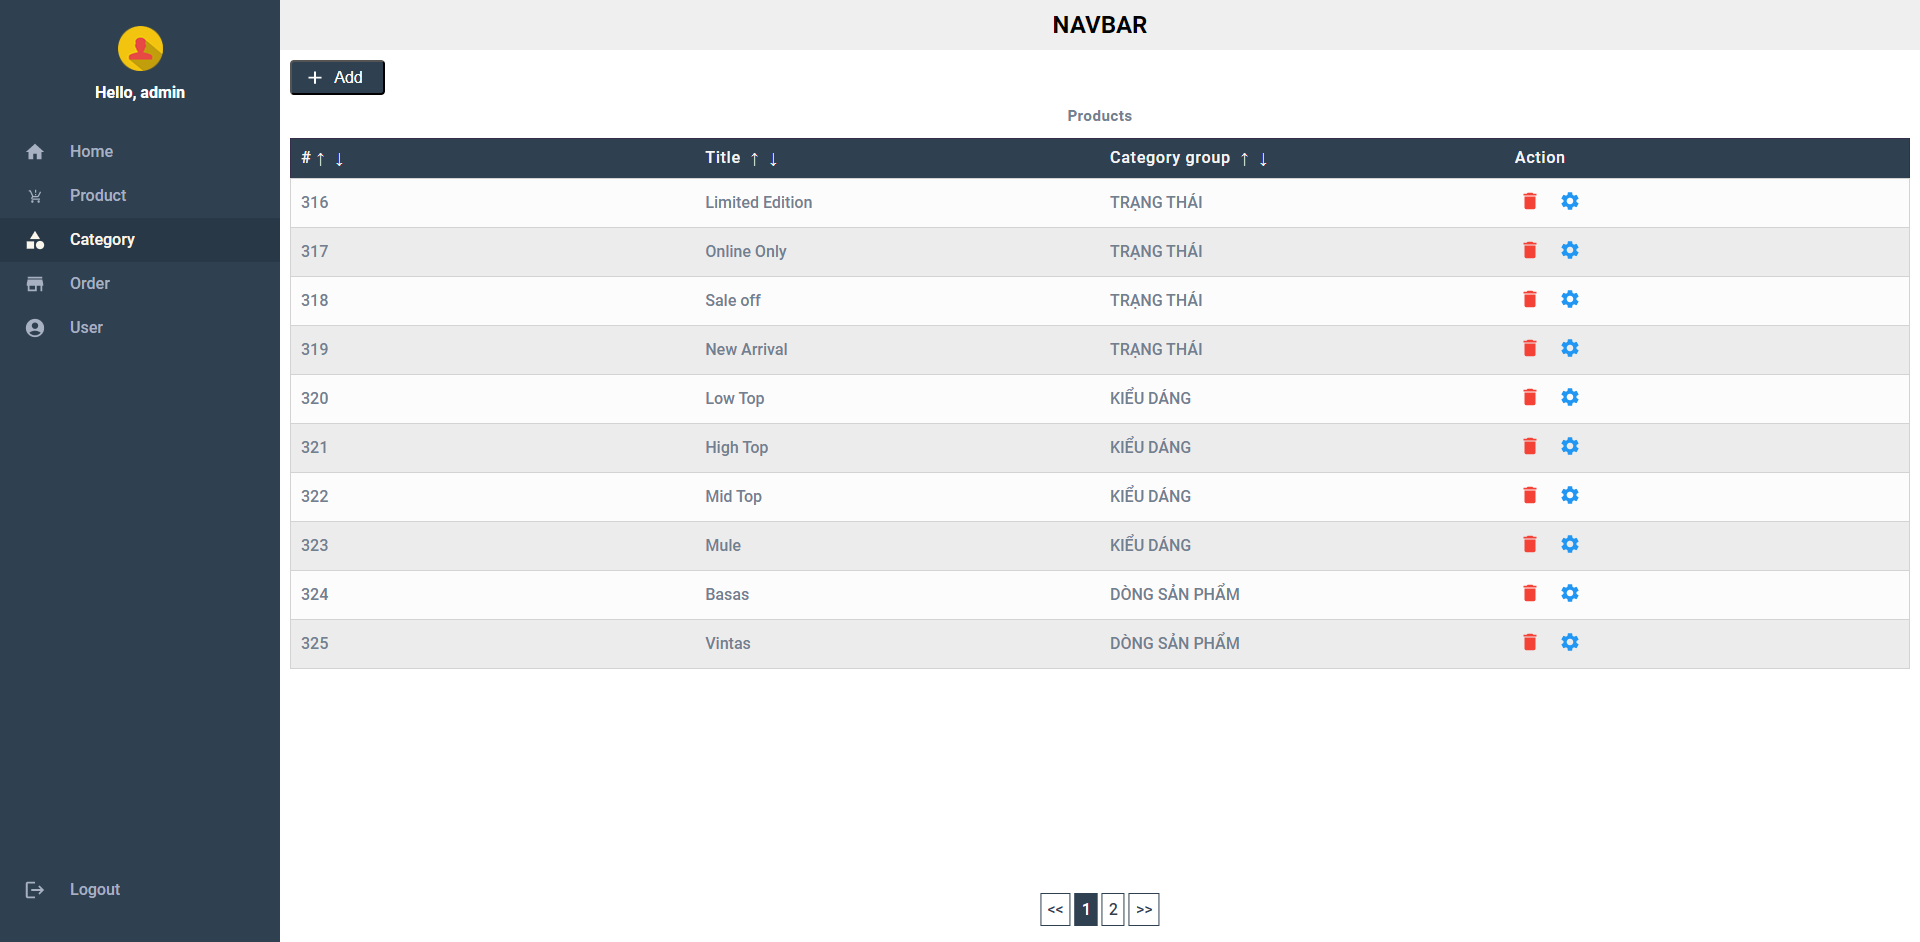 Hello, admin
Home
Product
Category
Order
User
Logout
NAVBAR
+ Add
Products
# ↑ ↓ Title ↑ ↓ Category group ↑ ↓ Action
316 Limited Edition TRẠNG THÁI
317 Online Only TRẠNG THÁI
318 Sale off TRẠNG THÁI
319 New Arrival TRẠNG THÁI
320 Low Top KIỂU DÁNG
321 High Top KIỂU DÁNG
322 Mid Top KIỂU DÁNG
323 Mule KIỂU DÁNG
324 Basas DÒNG SẢN PHẨM
325 Vintas DÒNG SẢN PHẨM
<< 1 2 >>